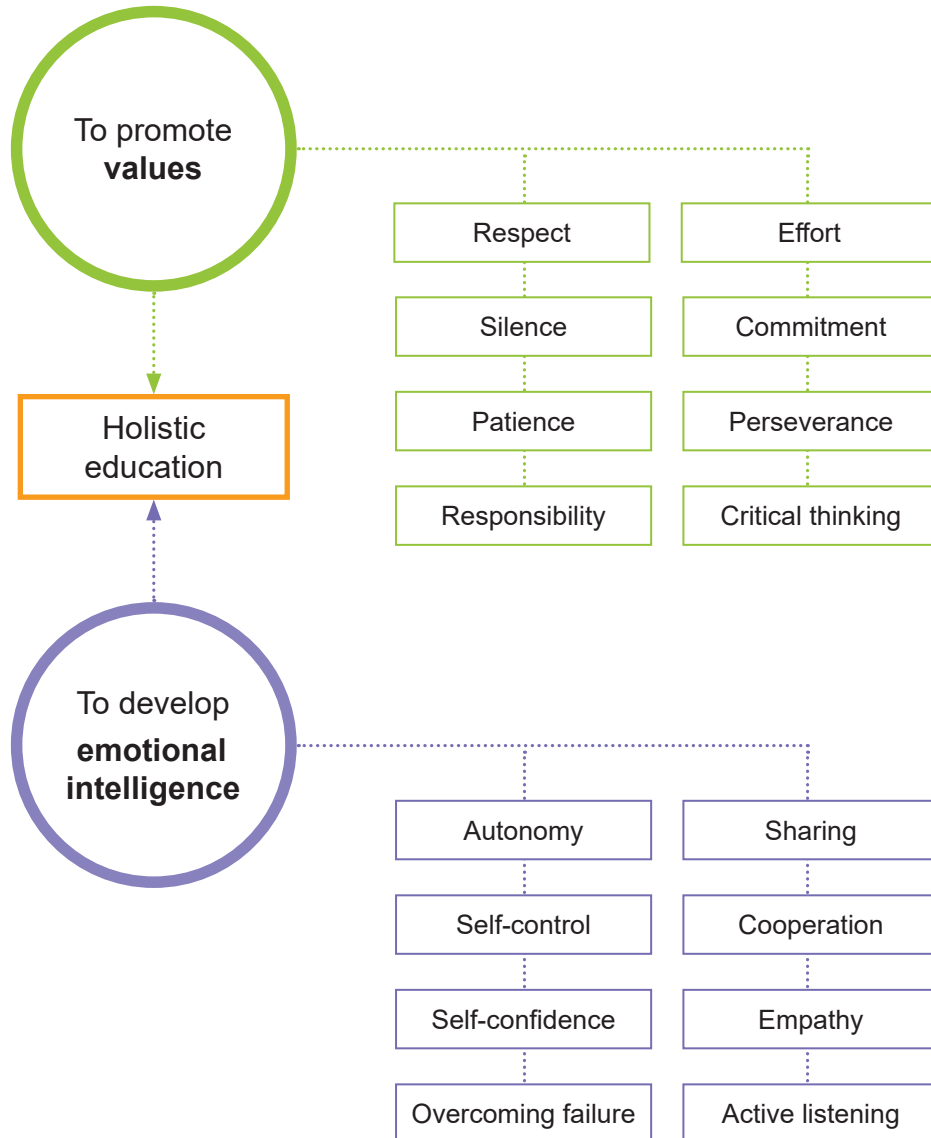 To promote
values
Respect
Effort
Silence
Commitment
Patience
Perseverance
Responsibility
Critical thinking
Holistic
education
To develop
emotional
intelligence
Autonomy
Sharing
Self-control
Cooperation
Self-confidence
Empathy
Overcoming failure
Active listening